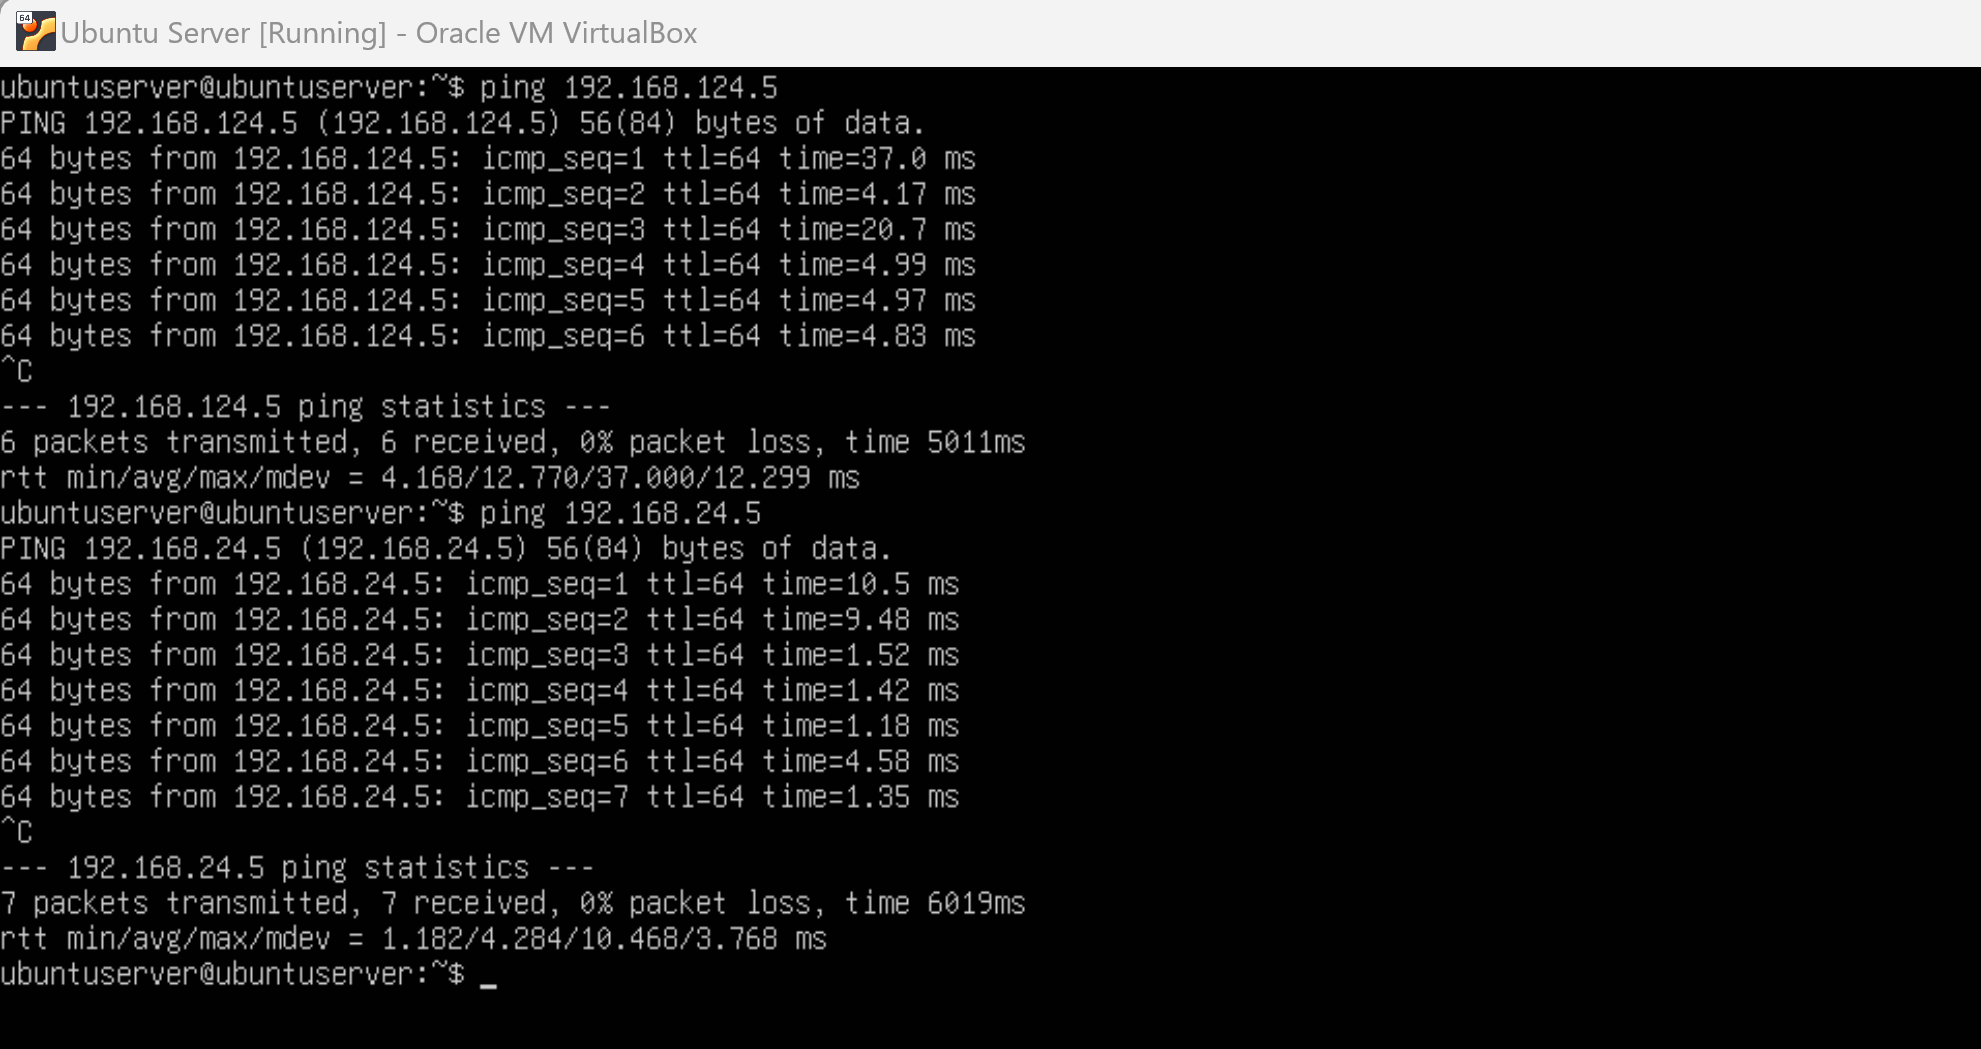 64
Ubuntu Server [Running] - Oracle VM VirtualBox
ubuntuserver@ubuntuserver:~$ ping 192.168.124.5
PING 192.168.124.5 (192.168.124.5) 56(84) bytes of data.
64 bytes from 192.168.124.5: icmp_seq=1 ttl=64 time=37.0 ms
64 bytes from 192.168.124.5: icmp_seq=2 ttl=64 time=4.17 ms
64 bytes from 192.168.124.5: icmp_seq=3 ttl=64 time=20.7 ms
64 bytes from 192.168.124.5: icmp_seq=4 ttl=64 time=4.99 ms
64 bytes from 192.168.124.5: icmp_seq=5 ttl=64 time=4.97 ms
64 bytes from 192.168.124.5: icmp_seq=6 ttl=64 time=4.83 ms
^C
--- 192.168.124.5 ping statistics ---
6 packets transmitted, 6 received, 0% packet loss, time 5011ms
rtt min/avg/max/mdev = 4.168/12.770/37.000/12.299 ms
ubuntuserver@ubuntuserver:~$ ping 192.168.24.5
PING 192.168.24.5 (192.168.24.5) 56(84) bytes of data.
64 bytes from 192.168.24.5: icmp_seq=1 ttl=64 time=10.5 ms
64 bytes from 192.168.24.5: icmp_seq=2 ttl=64 time=9.48 ms
64 bytes from 192.168.24.5: icmp_seq=3 ttl=64 time=1.52 ms
64 bytes from 192.168.24.5: icmp_seq=4 ttl=64 time=1.42 ms
64 bytes from 192.168.24.5: icmp_seq=5 ttl=64 time=1.18 ms
64 bytes from 192.168.24.5: icmp_seq=6 ttl=64 time=4.58 ms
64 bytes from 192.168.24.5: icmp_seq=7 ttl=64 time=1.35 ms
^C
--- 192.168.24.5 ping statistics ---
7 packets transmitted, 7 received, 0% packet loss, time 6019ms
rtt min/avg/max/mdev = 1.182/4.284/10.468/3.768 ms
ubuntuserver@ubuntuserver:~$ _